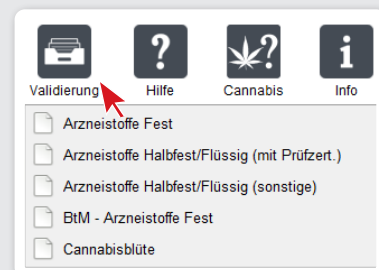 Validierung Hilfe Cannabis Info
Arzneistoffe Fest
Arzneistoffe Halbfest/Flüssig (mit Prüfzert.)
Arzneistoffe Halbfest/Flüssig (sonstige)
BtM - Arzneistoffe Fest
Cannabisblüte